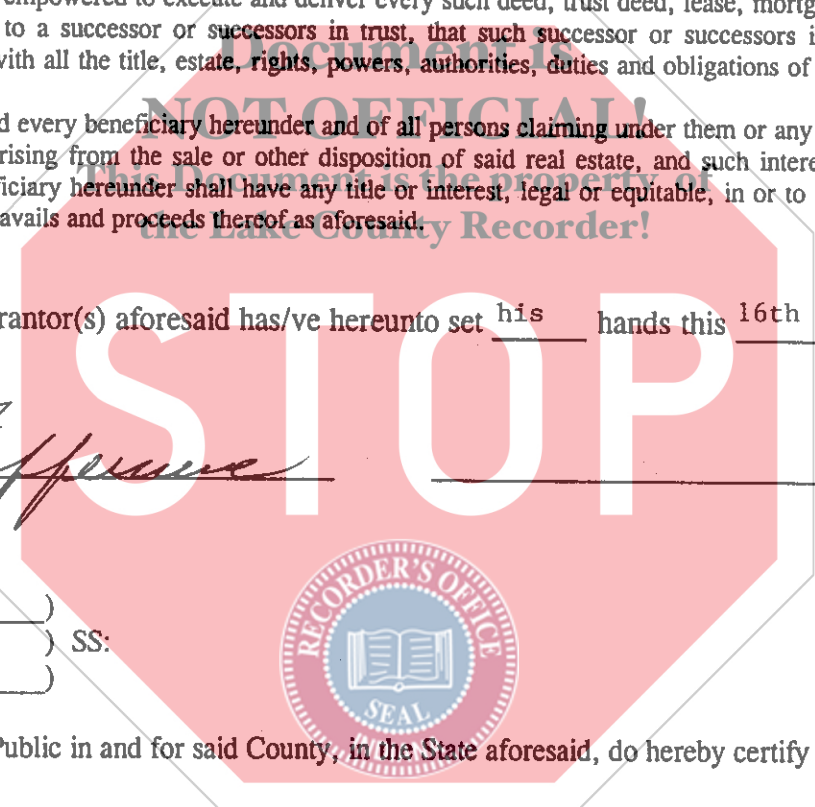 empowered to execute and deliver every such deed, trust deed, lease, mortg
to a successor or successors in trust, that such successor or successors i
with all the title, estate, rights, powers, authorities, duties and obligations of
Document is
NOT OFFICIAL!
d every beneficiary hereunder and of all persons claiming under them or any
rising from the sale or other disposition of said real estate, and such intere
This Document is the property of
ficiary hereunder shall have any title or interest, legal or equitable, in or to
avails and proceeds thereof as aforesaid.
the Lake County Recorder!
rantor(s) aforesaid has/ve hereunto set his hands this 16th
STOP
RECORDER'S OFFICE
SEAL
) 
) SS:
)
Public in and for said County, in the State aforesaid, do hereby certify